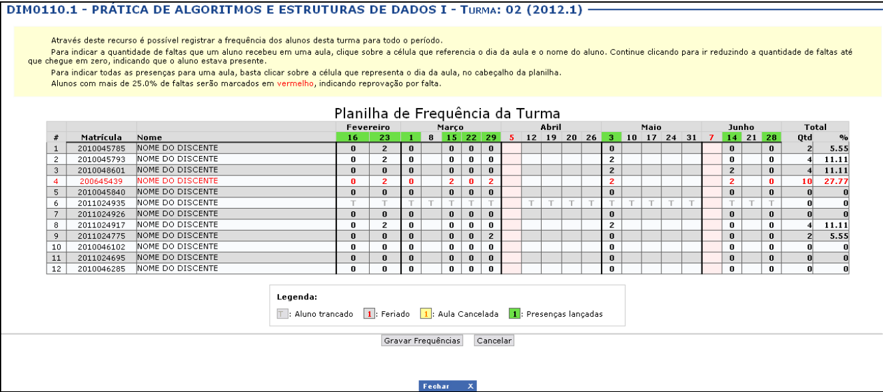 DIM0110.1 - PRÁTICA DE ALGORITMOS E ESTRUTURAS DE DADOS I - TURMA: 02 (2012.1)
Através deste recurso é possível registrar a frequência dos alunos desta turma para todo o período.
Para indicar a quantidade de faltas que um aluno recebeu em uma aula, clique sobre a célula que referencia o dia da aula e o nome do aluno. Continue clicando para ir reduzindo a quantidade de faltas até
que chegue em zero, indicando que o aluno estava presente.
Para indicar todas as presenças para uma aula, basta clicar sobre a célula que representa o dia da aula, no cabeçalho da planilha.
Alunos com mais de 25.0% de faltas serão marcados em vermelho, indicando reprovação por falta.
Planilha de Frequência da Turma
Fevereiro Março Abril Maio Junho Total
# Matrícula Nome 16 23 1 8 15 22 29 5 12 19 20 26 3 10 17 24 31 7 14 21 28 Qtd %
1 2010045785 NOME DO DISCENTE 0 2 0 0 0 0 0 0 0 2 5.55
2 2010045793 NOME DO DISCENTE 0 2 0 0 0 0 2 0 0 4 11.11
3 2010048601 NOME DO DISCENTE 0 0 0 0 0 0 2 2 0 4 11.11
4 200645439 NOME DO DISCENTE 0 2 0 2 0 2 2 2 0 10 27.77
5 2010045840 NOME DO DISCENTE 0 0 0 0 0 0 0 0 0 0 0
6 2011024935 NOME DO DISCENTE T T T T T T T T T T T T T T T T T T T 0 0
7 2011024926 NOME DO DISCENTE 0 0 0 0 0 0 0 0 0 0 0
8 2011024917 NOME DO DISCENTE 0 2 0 0 0 0 2 0 0 4 11.11
9 2011024775 NOME DO DISCENTE 0 0 0 0 0 2 0 0 0 2 5.55
10 2010046102 NOME DO DISCENTE 0 0 0 0 0 0 0 0 0 0 0
11 2011024695 NOME DO DISCENTE 0 0 0 0 0 0 0 0 0 0 0
12 2010046285 NOME DO DISCENTE 0 0 0 0 0 0 0 0 0 0 0
Legenda:
T : Aluno trancado 1 : Feriado 1 : Aula Cancelada 1 : Presenças lançadas
Gravar Frequências Cancelar
Fechar X